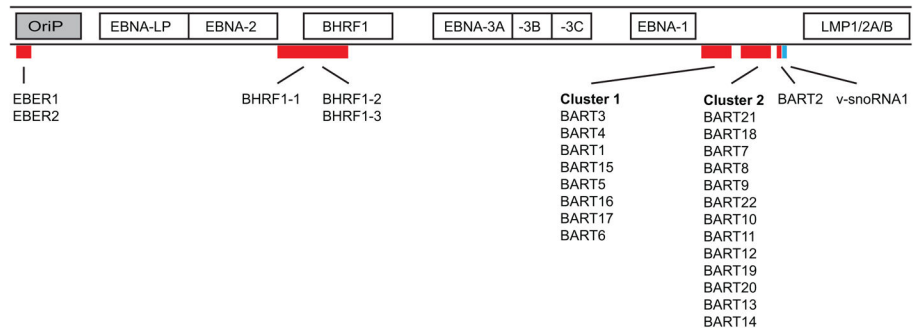 OriP EBNA-LP EBNA-2 BHRF1 EBNA-3A -3B -3C EBNA-1 LMP1/2A/B
EBER1
EBER2
BHRF1-1
BHRF1-2
BHRF1-3
Cluster 1
BART3
BART4
BART1
BART15
BART5
BART16
BART17
BART6
Cluster 2
BART21
BART18
BART7
BART8
BART9
BART22
BART10
BART11
BART12
BART19
BART20
BART13
BART14
BART2
v-snoRNA1